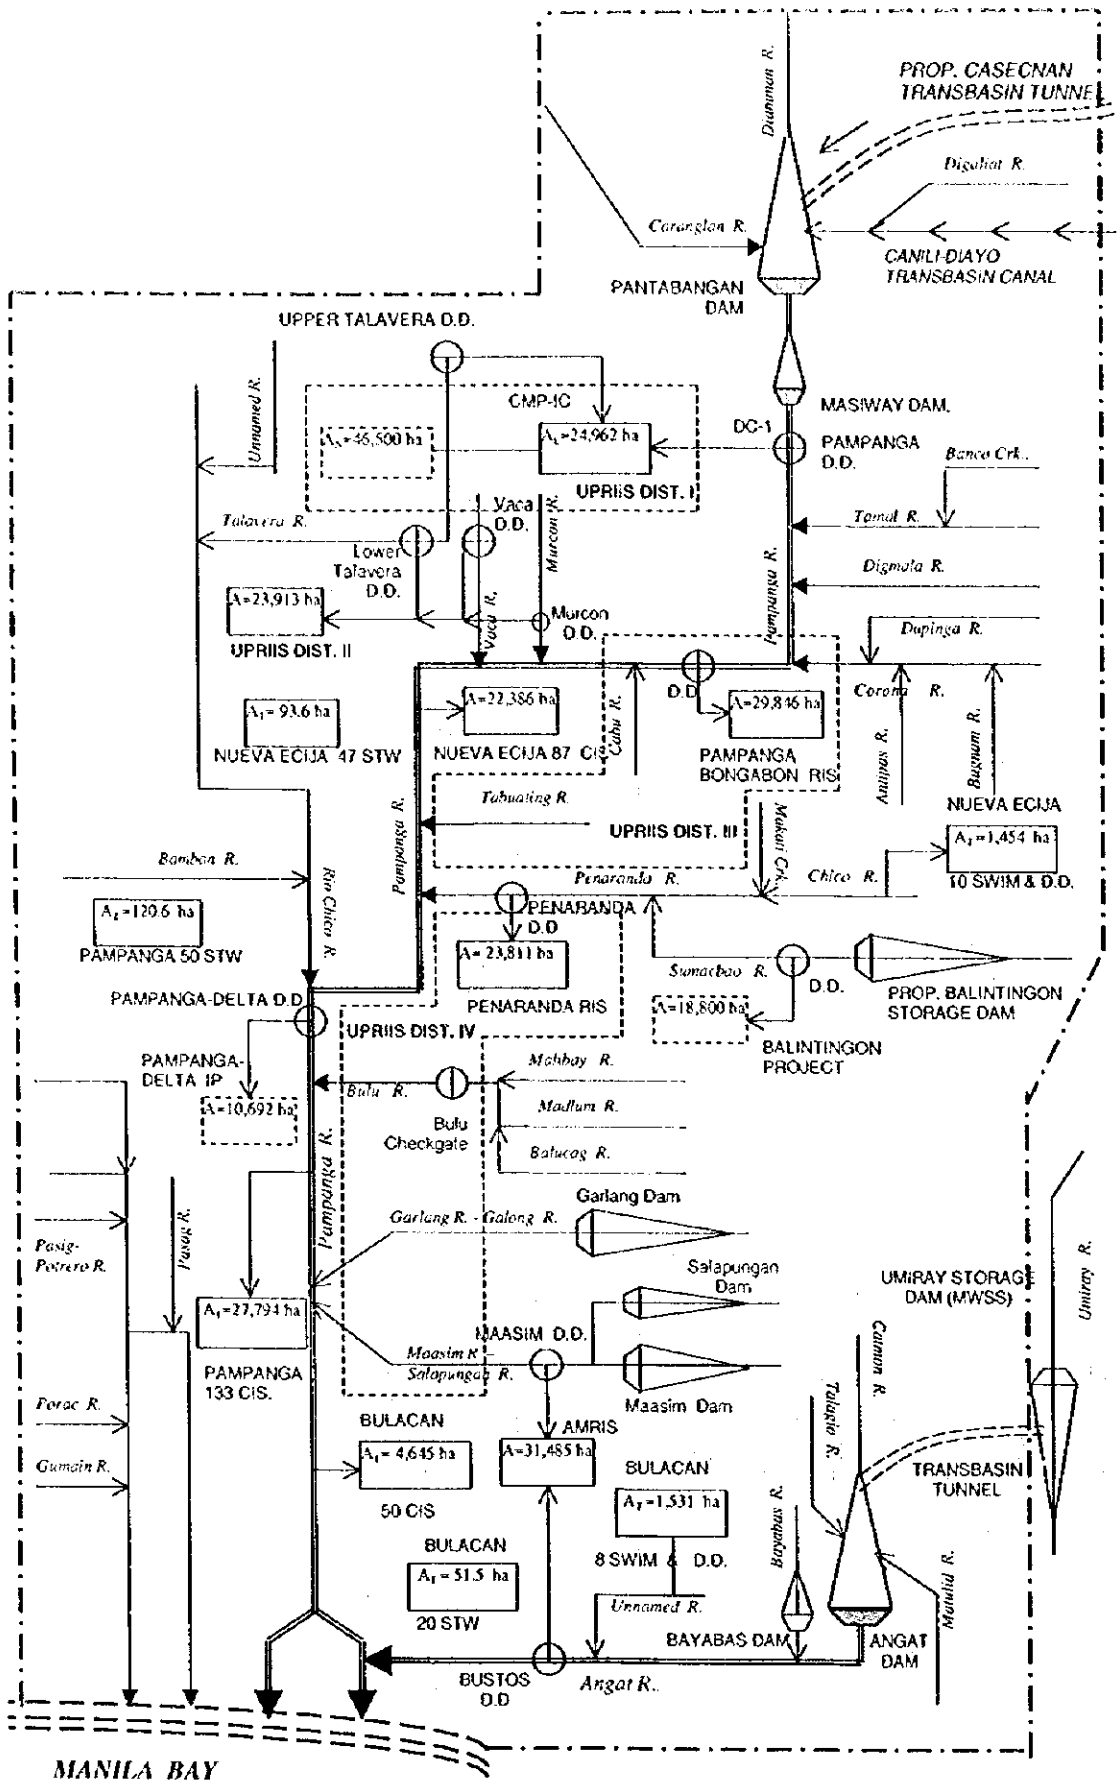 PROP. CASECNAN
TRANSBASIN TUNNEL
Digaliat R.
Caranglan R.
CANILI-DIAYO
TRANSBASIN CANAL
PANTABANGAN
DAM
UPPER TALAVERA D.D.
Unnamed R.
CMP-IC
MASIWAY DAM.
DC-1
PAMPANGA
D.D.
=46,500 ha
=24,962 ha
UPRIIS DIST. I
Banco Crk..
Talavera R.
Vaca
D.D.
Murcon R.
Tamal R.
Lower
Talavera
D.D.
Digmala R.
Pampanga R.
A=23,913 ha
Vaca R.
Murcon
D.D.
Dupinga R.
UPRIIS DIST. II
D.D
Corona R.
= 93.6 ha
A=22,386 ha
Cabu R.
A=29,846 ha
Antipas R.
Bugnam R.
NUEVA ECIJA 47 STW
NUEVA ECIJA 87 CIS
PAMPANGA
BONGABON RIS
Tabuating R.
UPRIIS DIST. III
Makati Crk.
NUEVA ECIJA
=1,454 ha
10 SWIM & D.D.
Pampanga R.
Bamban R.
Rio Chico R.
Penaranda R.
Chico R.
=120.6 ha
PAMPANGA 50 STW
PENARANDA
D.D
A= 23,811 ha
PENARANDA RIS
Sumacbao R.
D.D.
PROP. BALINTINGON
STORAGE DAM
PAMPANGA-DELTA D.D
UPRIIS DIST. IV
A=18,800 ha
BALINTINGON
PROJECT
PAMPANGA-
DELTA IP
A=10,692 ha
Bulu R.
Bulu
Checkgate
Mahbay R.
Madlum R.
Balucag R.
Pampanga R.
Garlang Dam
Garlang R. - Galong R.
Pasig-
Potrero R.
Pasag R.
Salapungan
Dam
UMIRAY STORAGE
DAM (MWSS)
Umiray R.
=27,794 ha
PAMPANGA
133 CIS.
MAASIM D.D.
Maasim R -
Salapungan R.
Maasim Dam
Porac R.
BULACAN
= 4,645 ha
50 CIS
AMRIS
A=31,485 ha
BULACAN
=1,531 ha
8 SWIM & D.D.
TRANSBASIN
TUNNEL
Gumain R.
BULACAN
= 51.5 ha
20 STW
Unnamed R.
Bayabas R.
BAYABAS DAM
ANGAT
DAM
BUSTOS
D.D
Angat R..
MANILA BAY